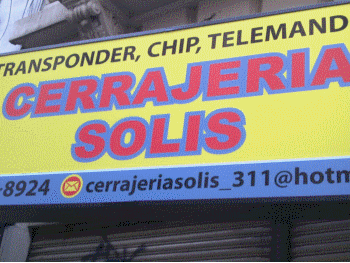 TRANSPONDER, CHIP, TELEMAND
CERRAJERIA
SOLIS
-8924 cerrajeriasolis_311@hotm